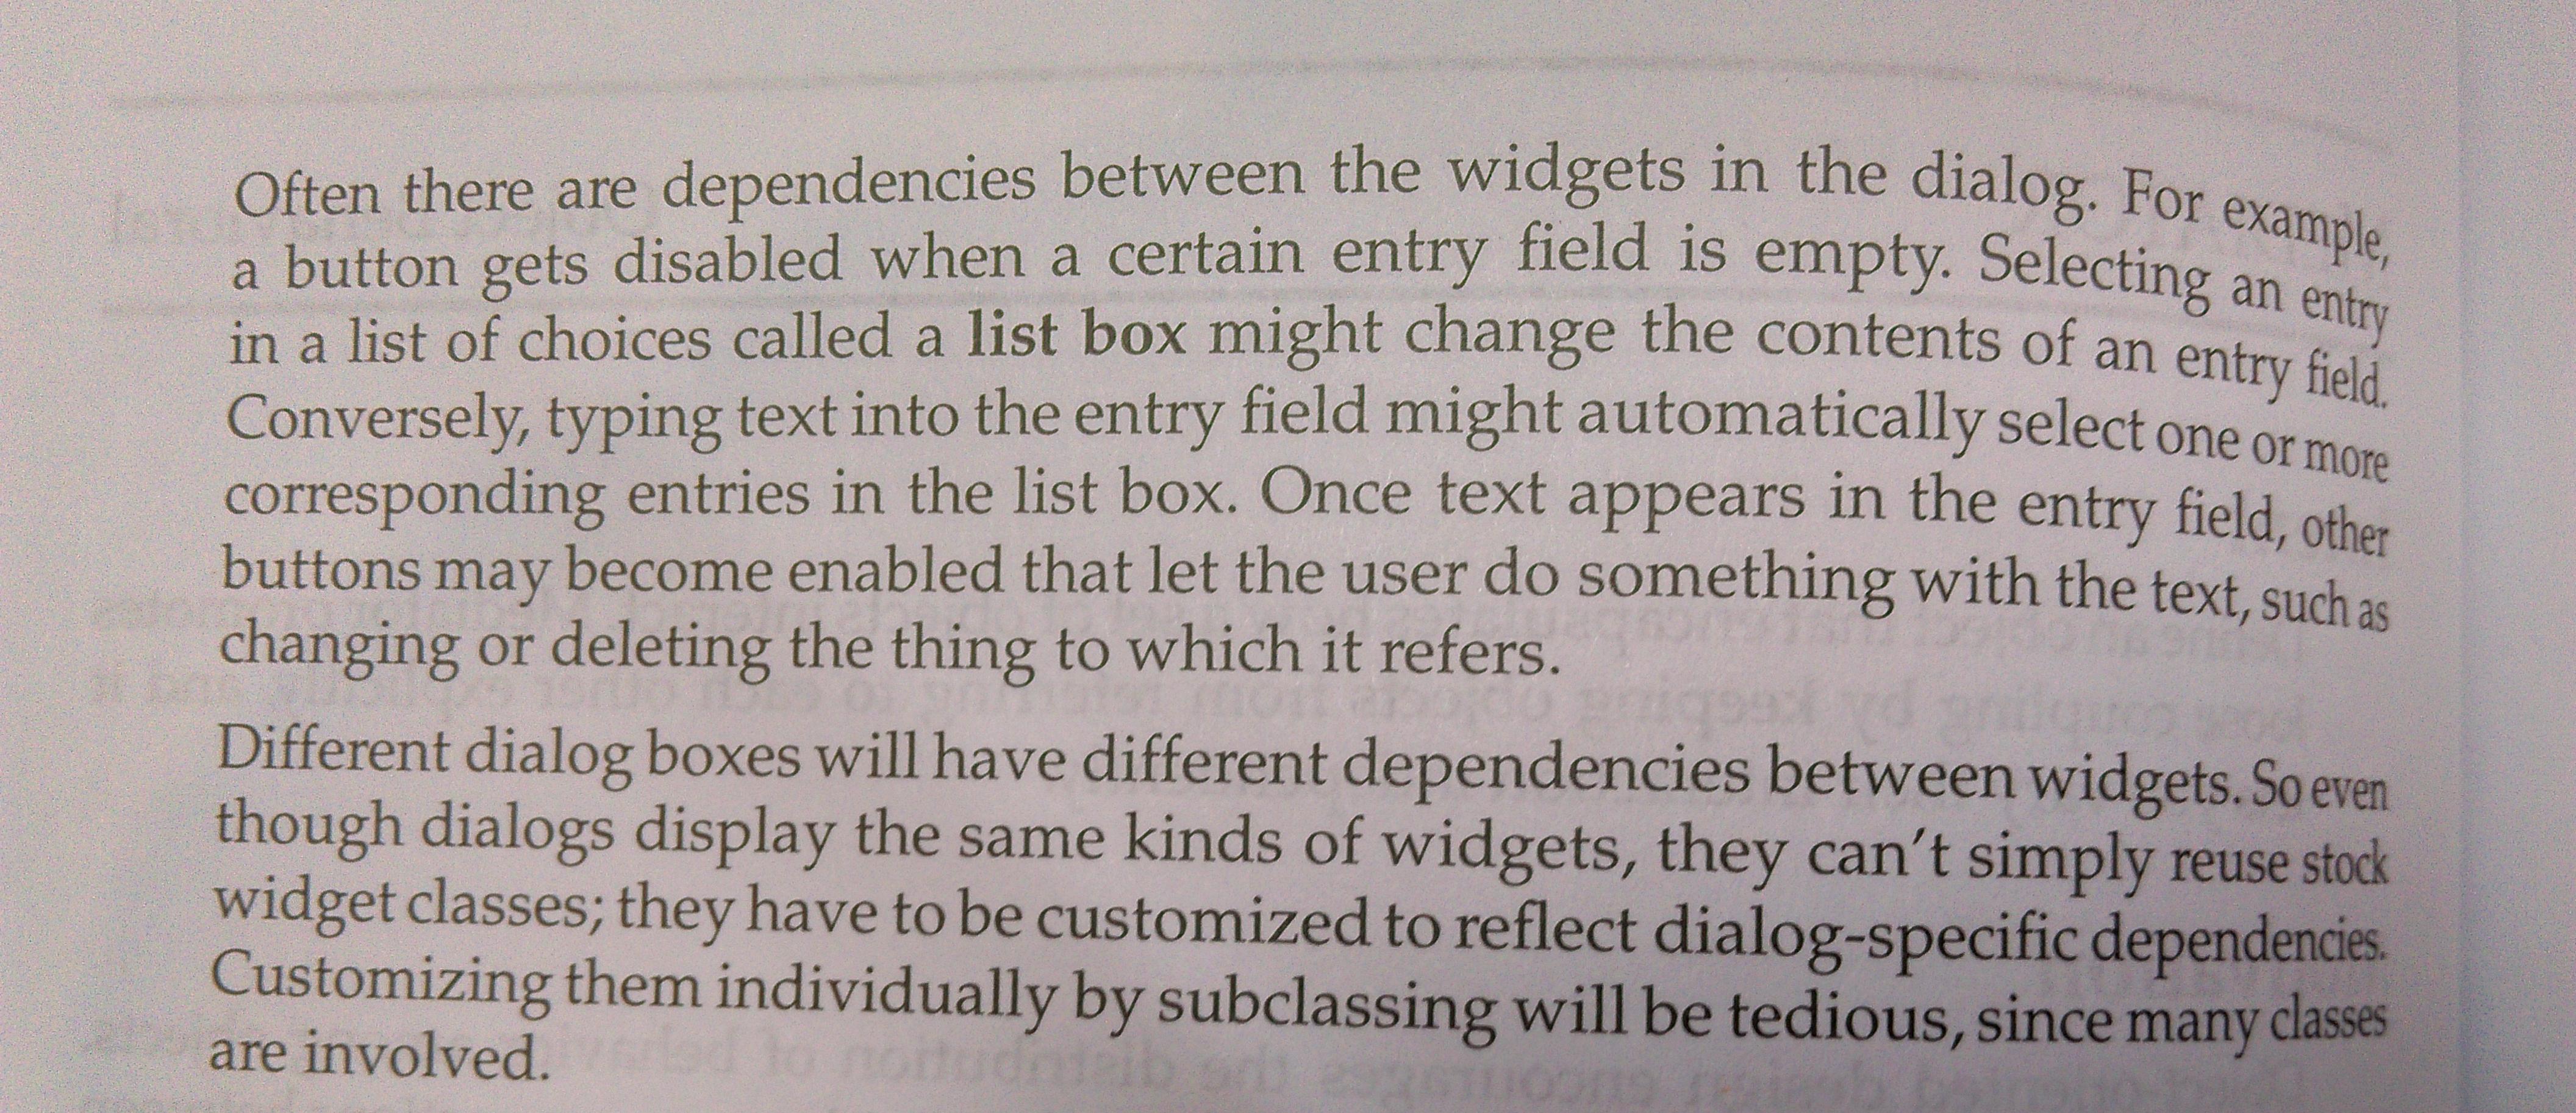 Often there are dependencies between the widgets in the dialog. For example,
a button gets disabled when a certain entry field is empty. Selecting an entry
in a list of choices called a list box might change the contents of an entry field.
Conversely, typing text into the entry field might automatically select one or more
corresponding entries in the list box. Once text appears in the entry field, other
buttons may become enabled that let the user do something with the text, such as
changing or deleting the thing to which it refers.
Different dialog boxes will have different dependencies between widgets. So even
though dialogs display the same kinds of widgets, they can't simply reuse stock
widget classes; they have to be customized to reflect dialog-specific dependencies.
Customizing them individually by subclassing will be tedious, since many classes
are involved.